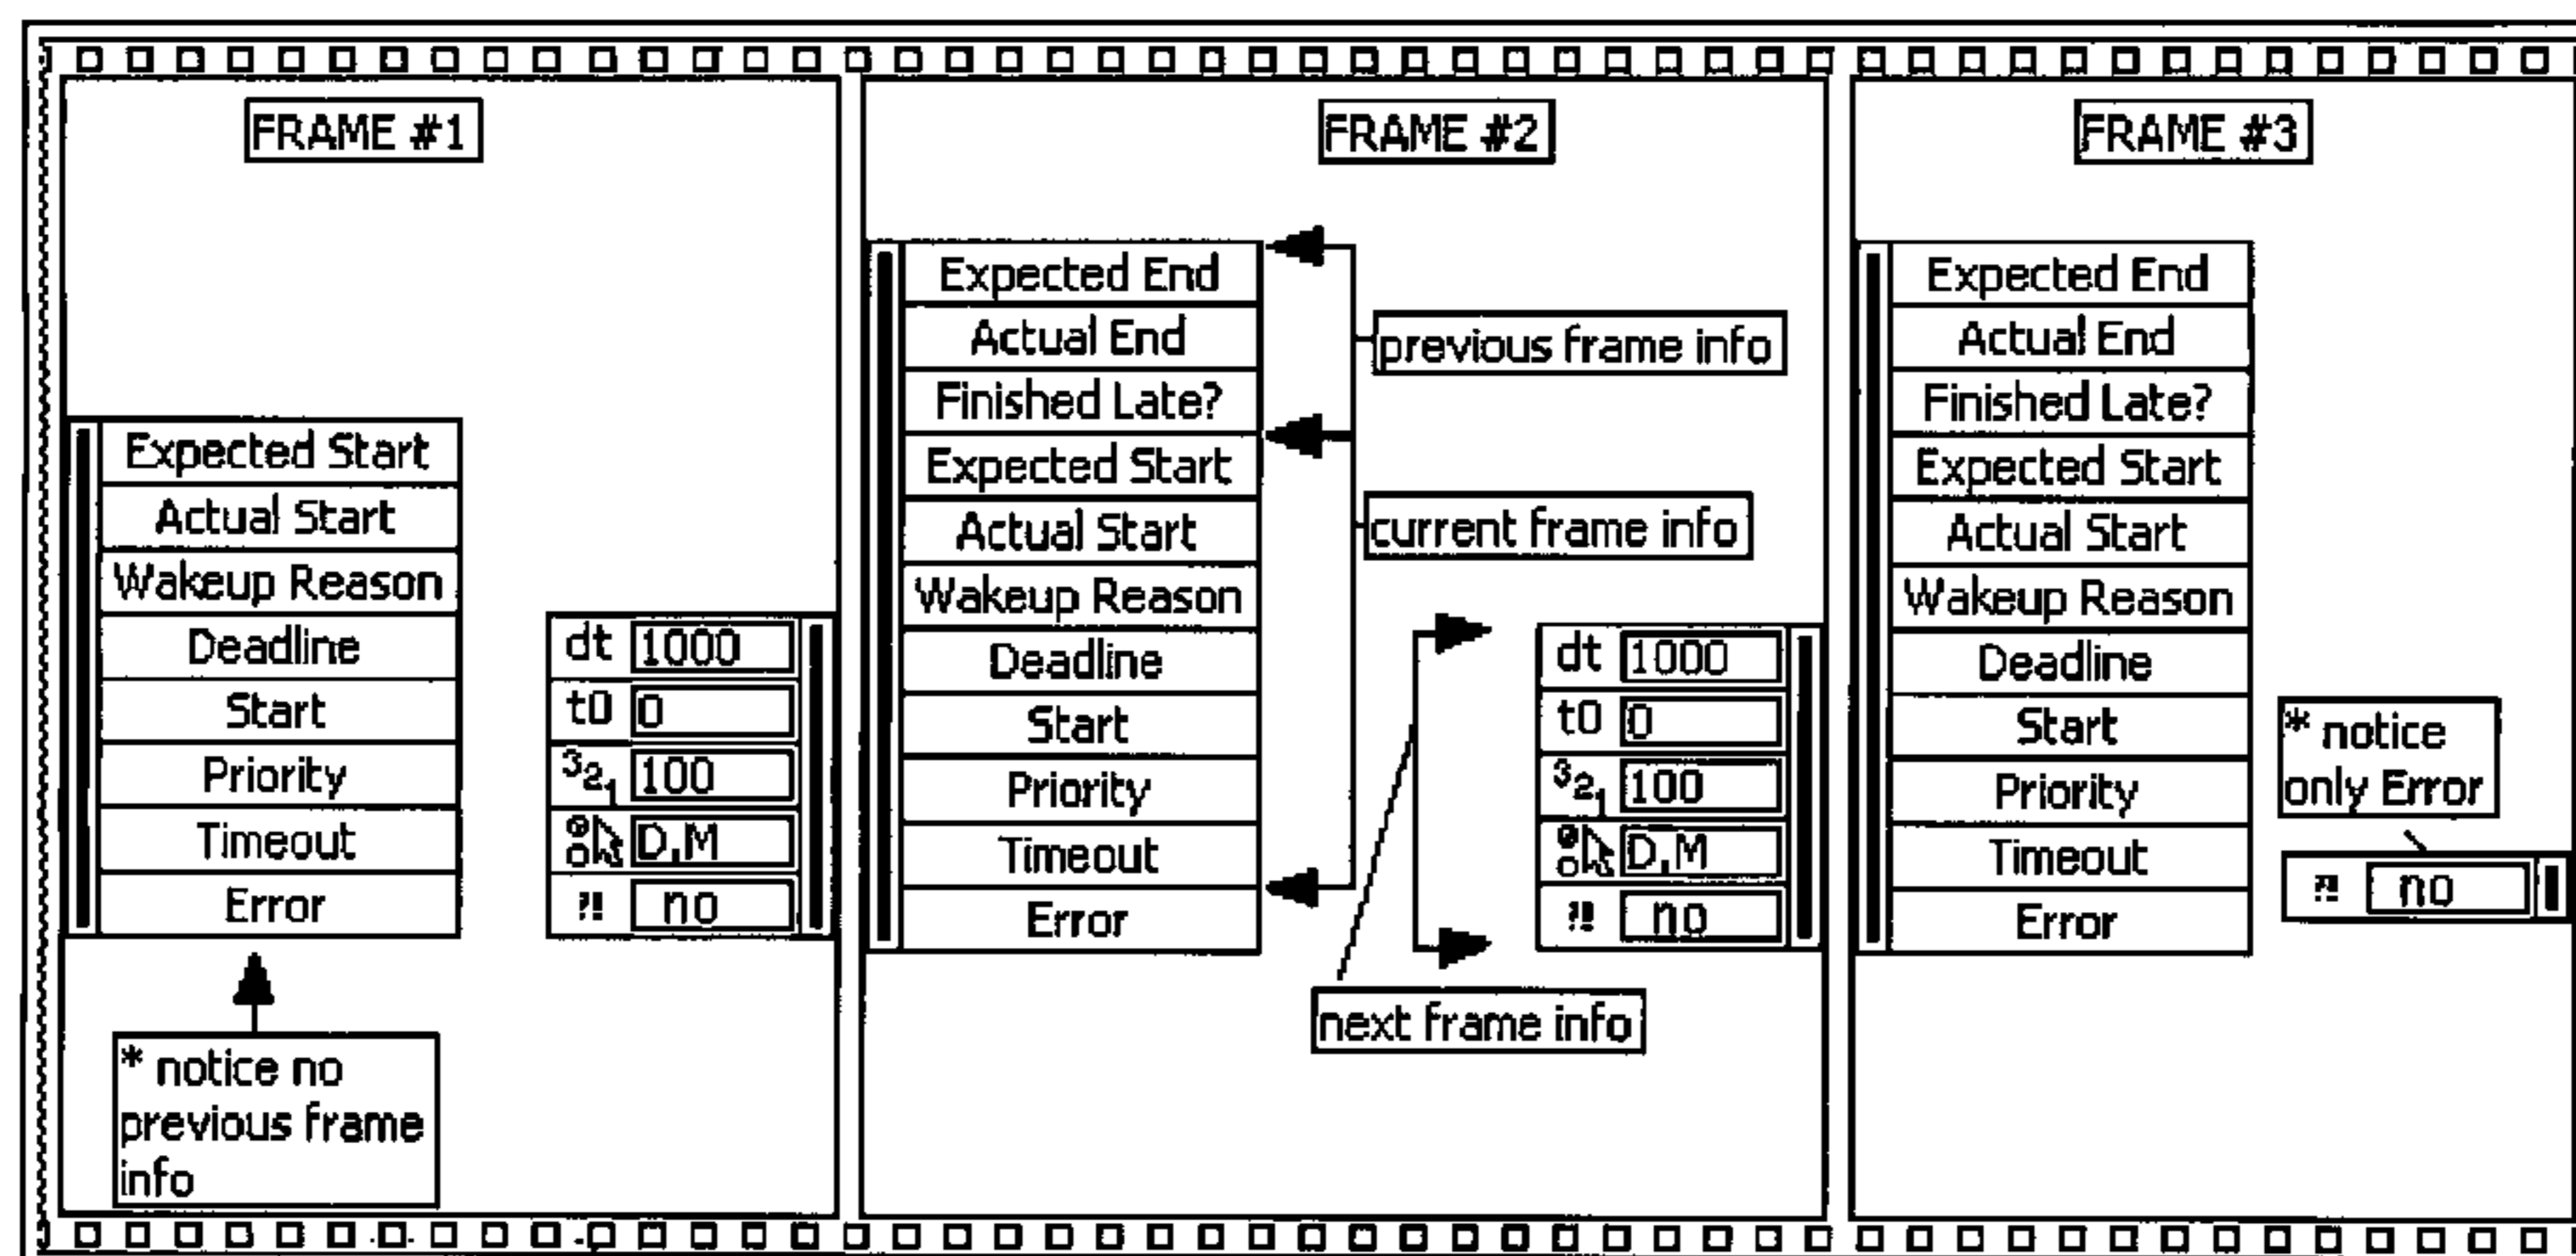 FRAME #1
Expected Start
Actual Start
Wakeup Reason
Deadline
Start
Priority
Timeout
Error
dt 1000
t0 0
321 100
D,M
?! no
* notice no
previous frame
info
FRAME #2
Expected End
Actual End
Finished Late?
Expected Start
Actual Start
Wakeup Reason
Deadline
Start
Priority
Timeout
Error
previous frame info
current frame info
next frame info
dt 1000
t0 0
321 100
D,M
?! no
FRAME #3
Expected End
Actual End
Finished Late?
Expected Start
Actual Start
Wakeup Reason
Deadline
Start
Priority
Timeout
Error
* notice
only Error
?! no